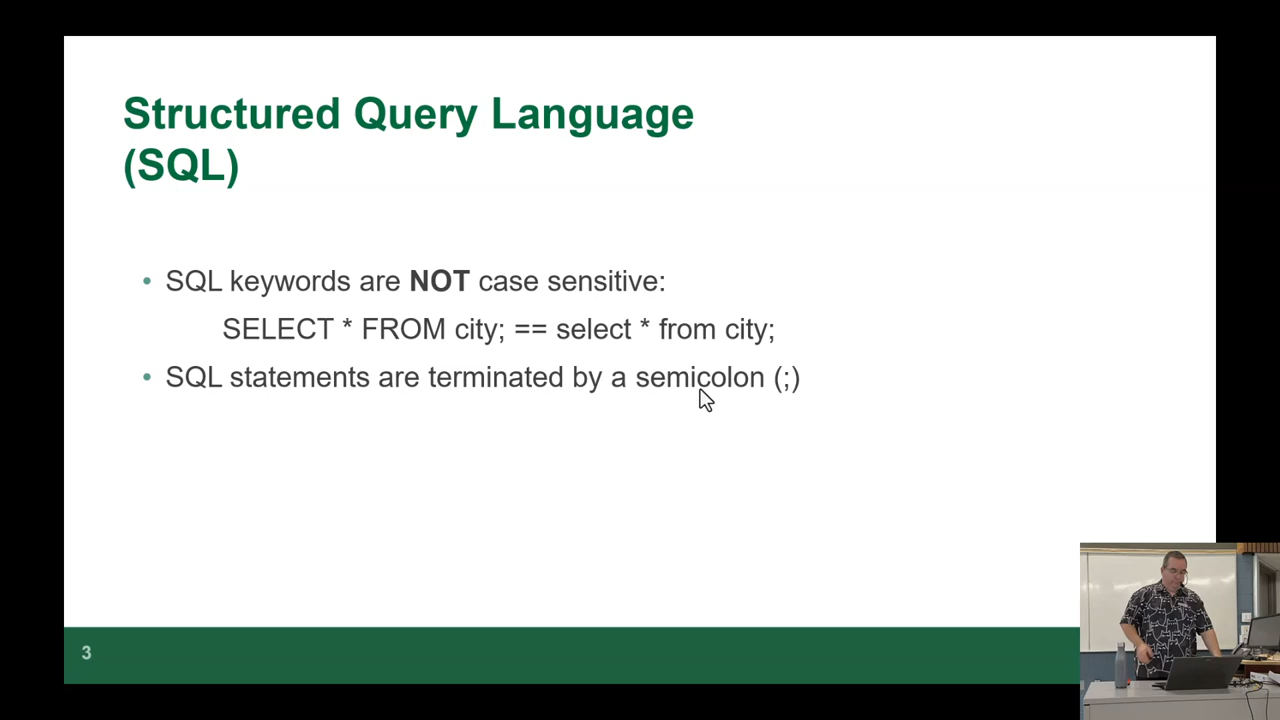 Structured Query Language
(SQL)
• SQL keywords are NOT case sensitive:
SELECT * FROM city; == select * from city;
• SQL statements are terminated by a semicolon (;)
3